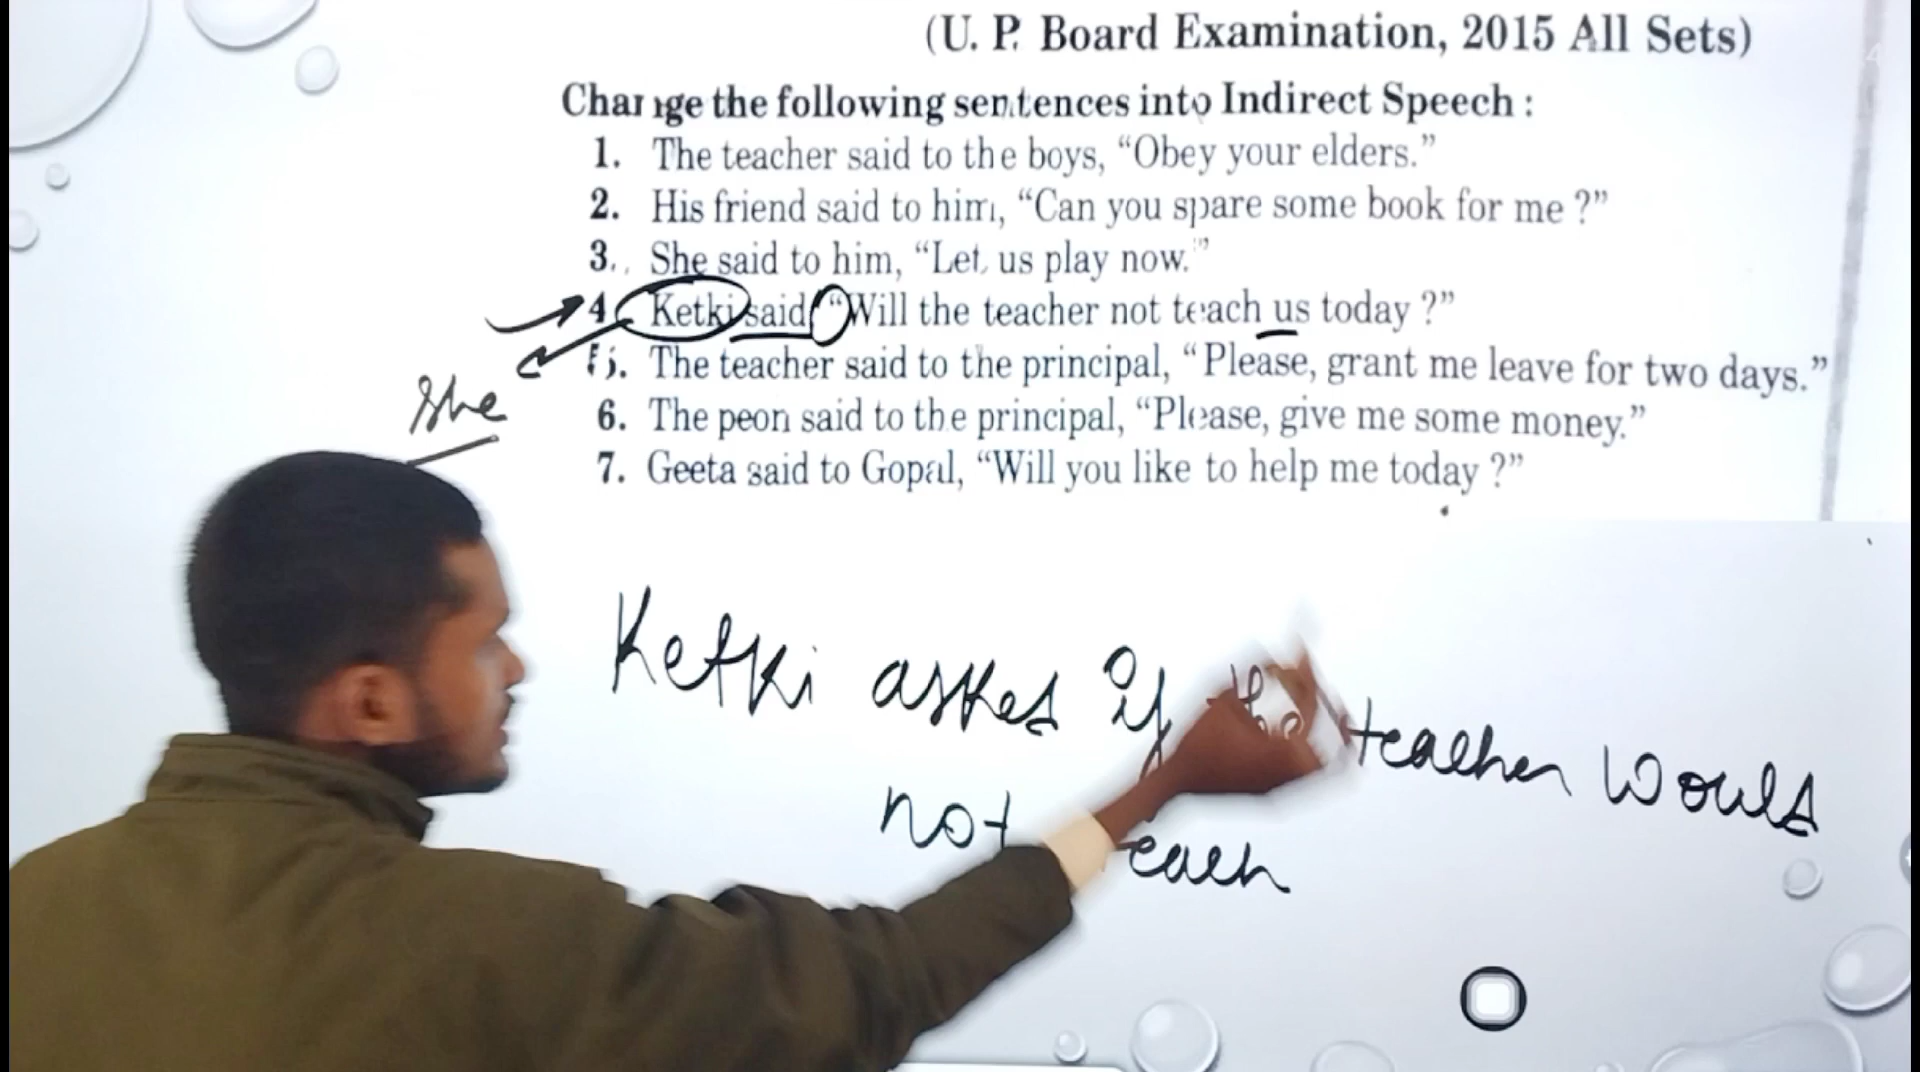 (U. P. Board Examination, 2015 All Sets)
Change the following sentences into Indirect Speech :
1. The teacher said to the boys, “Obey your elders.”
2. His friend said to him, “Can you spare some book for me ?”
3. She said to him, “Let us play now.”
4. Ketki said, “Will the teacher not teach us today ?”
5. The teacher said to the principal, “Please, grant me leave for two days.”
She
6. The peon said to the principal, “Please, give me some money.”
7. Geeta said to Gopal, “Will you like to help me today ?”
Ketki asked if the teacher would
not teach